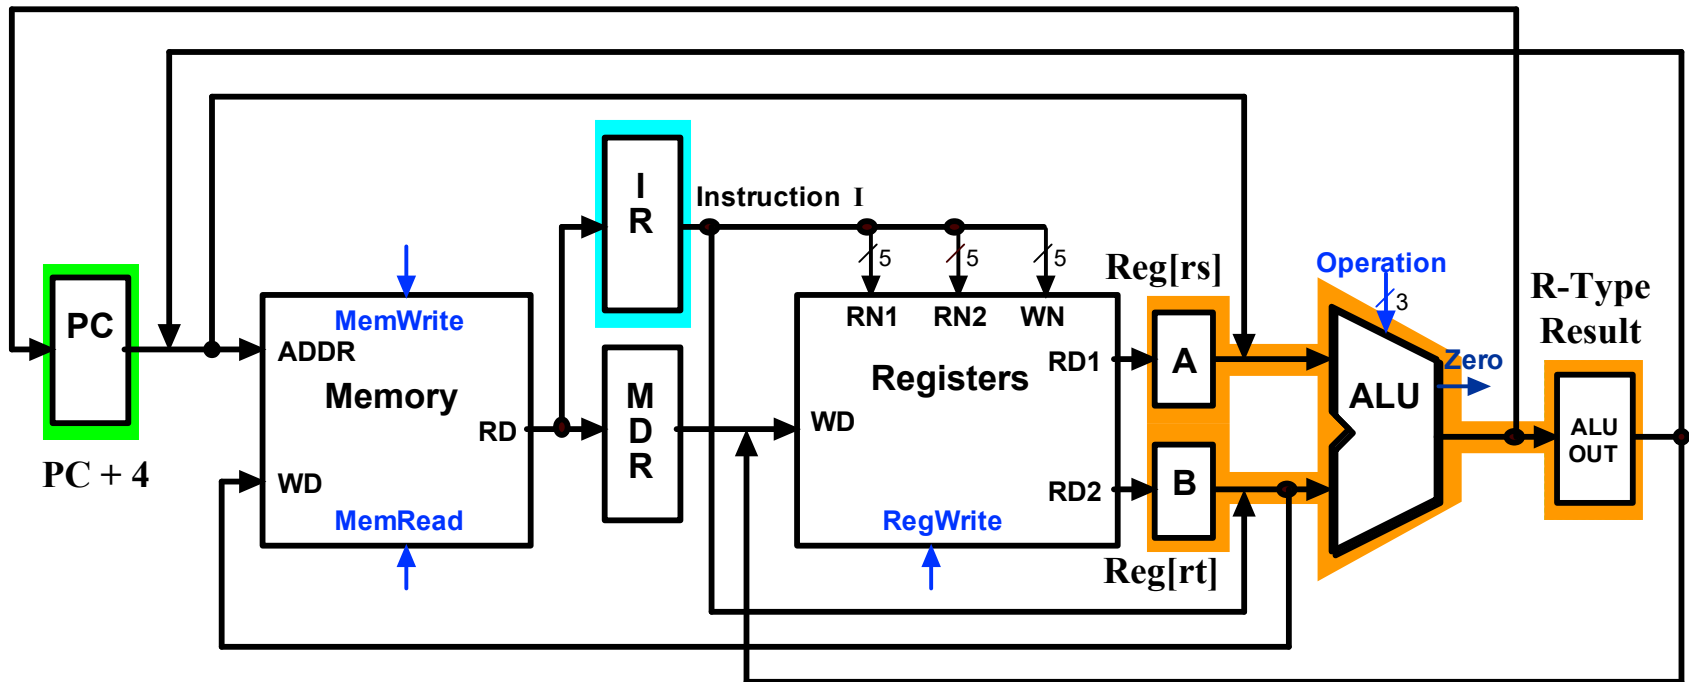 PC
PC + 4
MemWrite
ADDR
Memory
RD
WD
MemRead
I
R
Instruction I
M
D
R
5
5
5
RN1
RN2
WN
RD1
Registers
WD
RD2
RegWrite
Reg[rs]
A
B
Reg[rt]
Operation
3
Zero
ALU
R-Type
Result
ALU
OUT